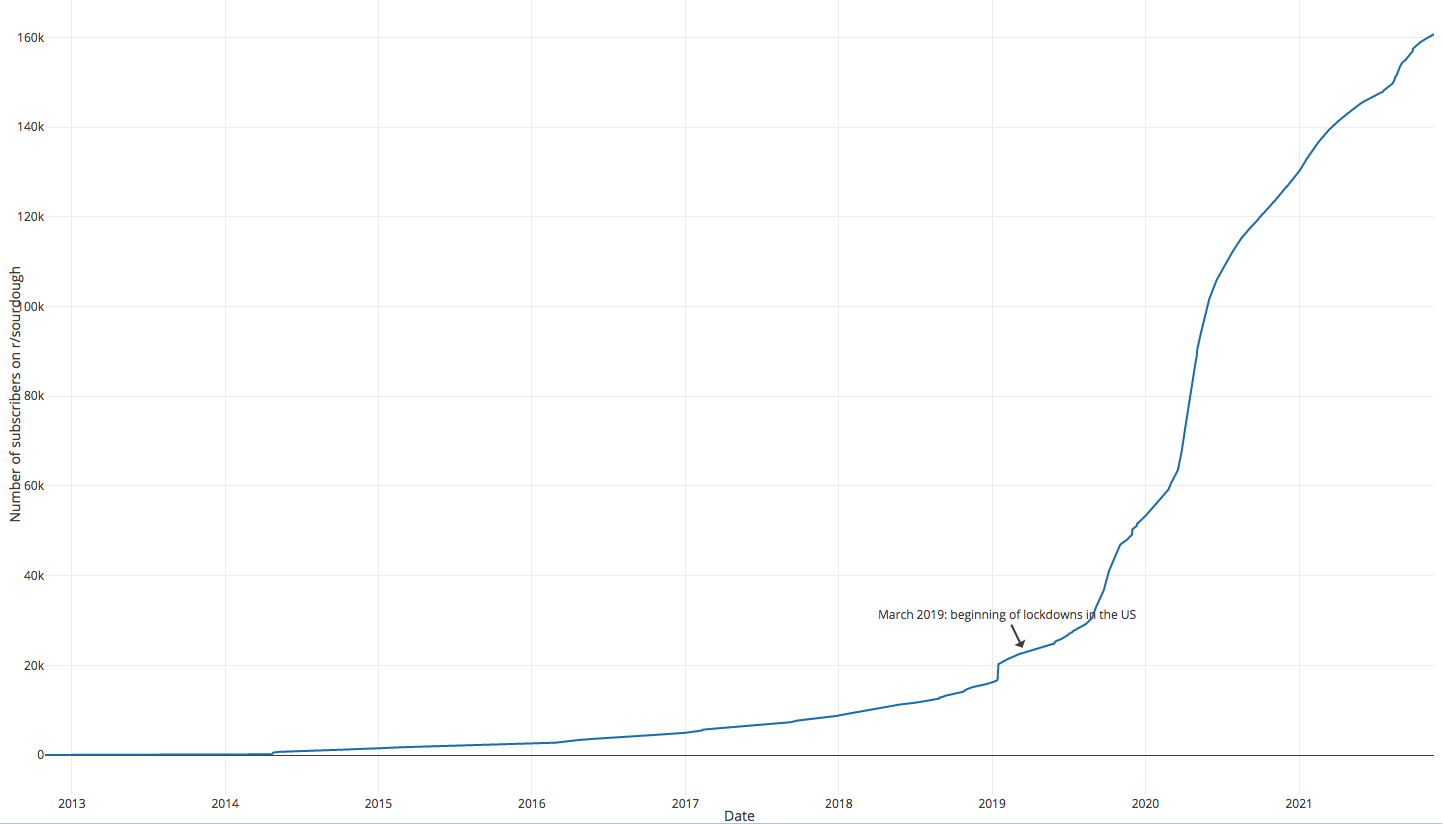 160k
140k
120k
100k
80k
60k
40k
20k
0
Number of subscribers on r/sourdough
March 2019: beginning of lockdowns in the US
2013 2014 2015 2016 2017 2018 2019 2020 2021
Date